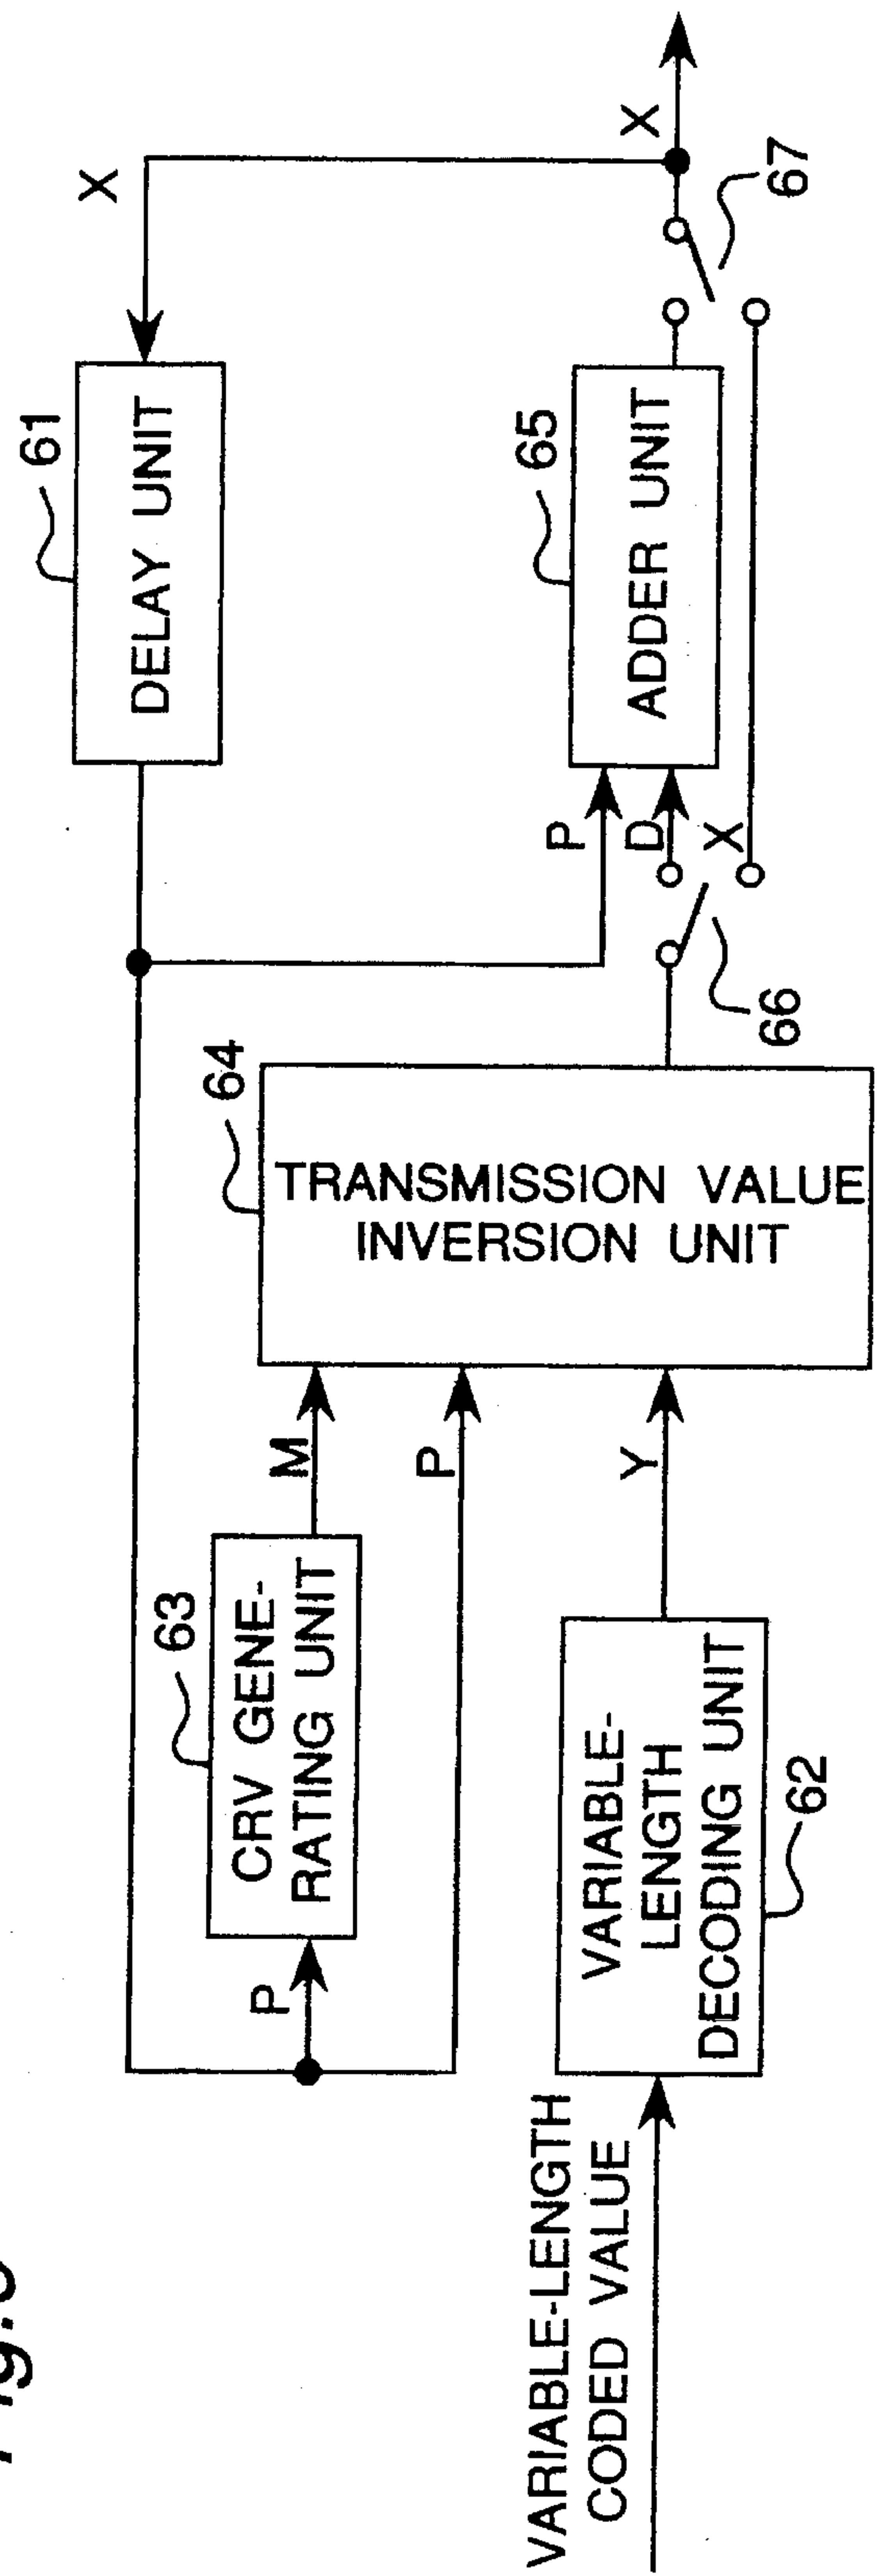 Fig.
61
X
DELAY UNIT
63
64
P
CRV GENE-
RATING UNIT
M
P
TRANSMISSION VALUE
INVERSION UNIT
65
P
D
X
ADDER UNIT
X
66
67
VARIABLE-LENGTH
CODED VALUE
VARIABLE-
LENGTH
DECODING UNIT
Y
62